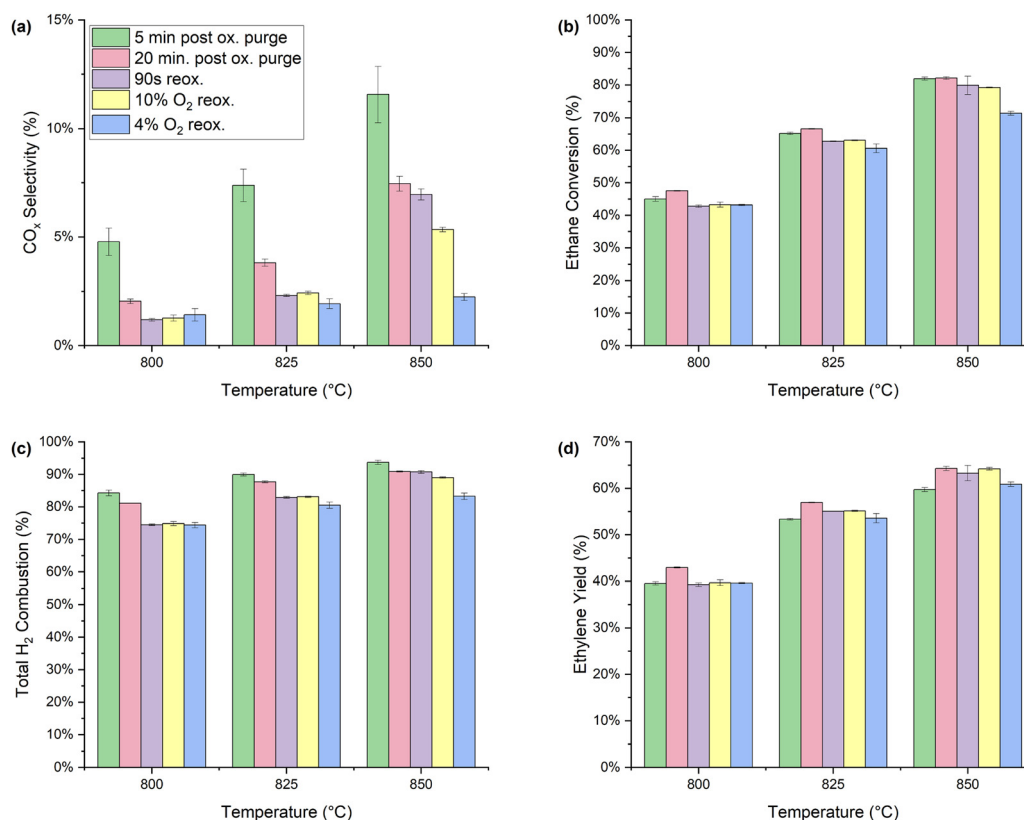 (a)
15%
10%
5%
0%
COx Selectivity (%)
5 min post ox. purge
20 min. post ox. purge
90s reox.
10% O2 reox.
4% O2 reox.
800
825
850
Temperature (°C)
(b)
100%
90%
80%
70%
60%
50%
40%
30%
20%
10%
0%
Ethane Conversion (%)
800
825
850
Temperature (°C)
(c)
100%
90%
80%
70%
60%
50%
40%
30%
20%
10%
0%
Total H2 Combustion (%)
800
825
850
Temperature (°C)
(d)
70%
60%
50%
40%
30%
20%
10%
0%
Ethylene Yield (%)
800
825
850
Temperature (°C)